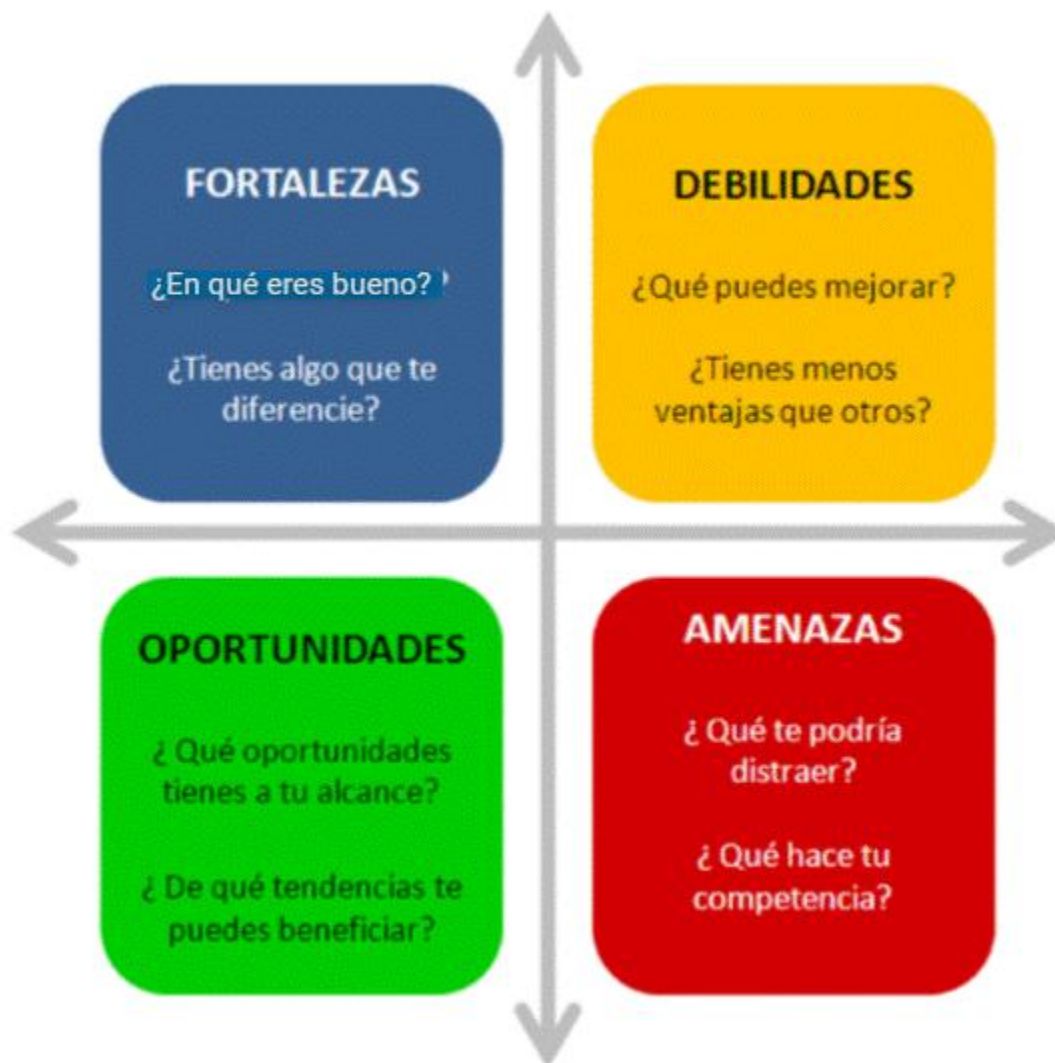 FORTALEZAS
¿En qué eres bueno?
¿Tienes algo que te
diferencie?
DEBILIDADES
¿Qué puedes mejorar?
¿Tienes menos
ventajas que otros?
OPORTUNIDADES
¿ Qué oportunidades
tienes a tu alcance?
¿ De qué tendencias te
puedes beneficiar?
AMENAZAS
¿ Qué te podría
distraer?
¿ Qué hace tu
competencia?